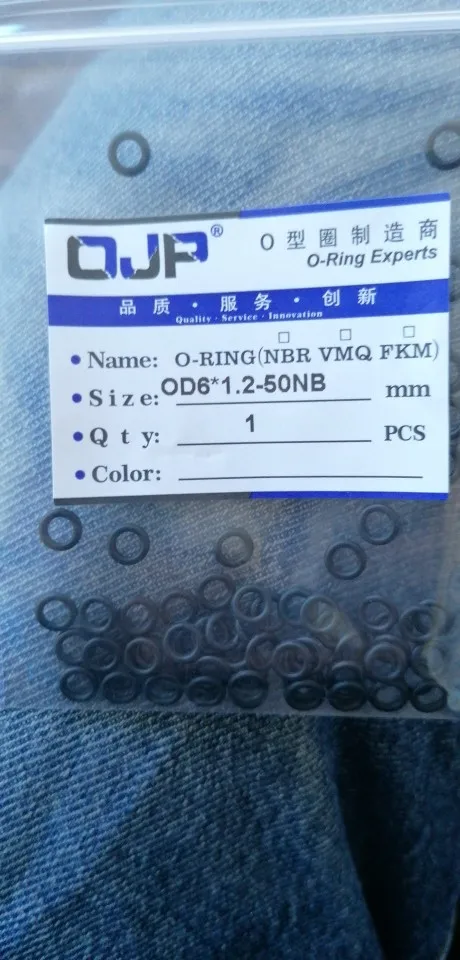 OJP®
O 型 圈 制 造 商
O-Ring Experts
品 质 · 服 务 · 创 新
Quality · Service · Innovation
• Name: O-RING(NBR VMQ FKM)
• Size: OD6*1.2-50NB mm
• Qty: 1 PCS
• Color: